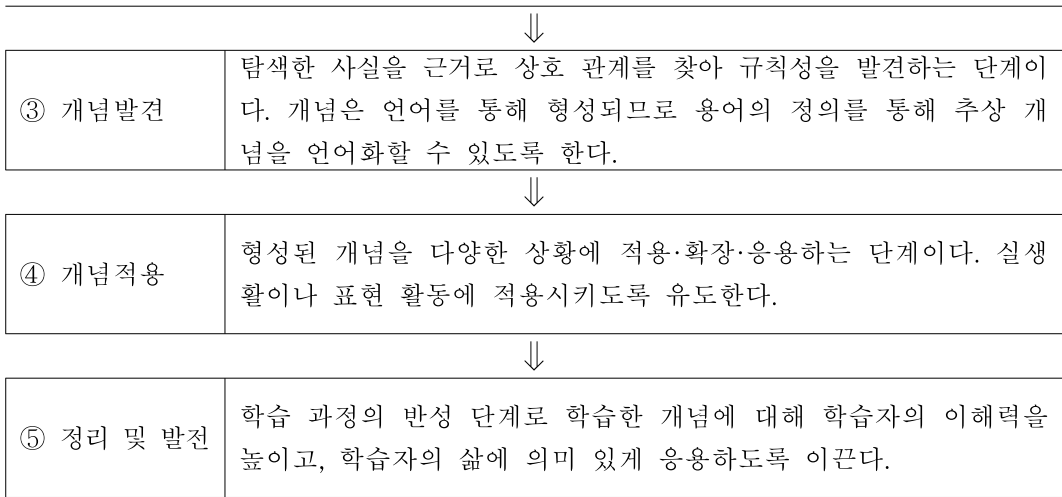 ⇓
③ 개념발견
탐색한 사실을 근거로 상호 관계를 찾아 규칙성을 발견하는 단계이
다. 개념은 언어를 통해 형성되므로 용어의 정의를 통해 추상 개
념을 언어화할 수 있도록 한다.
⇓
④ 개념적용
형성된 개념을 다양한 상황에 적용·확장·응용하는 단계이다. 실생
활이나 표현 활동에 적용시키도록 유도한다.
⇓
⑤ 정리 및 발전
학습 과정의 반성 단계로 학습한 개념에 대해 학습자의 이해력을
높이고, 학습자의 삶에 의미 있게 응용하도록 이끈다.